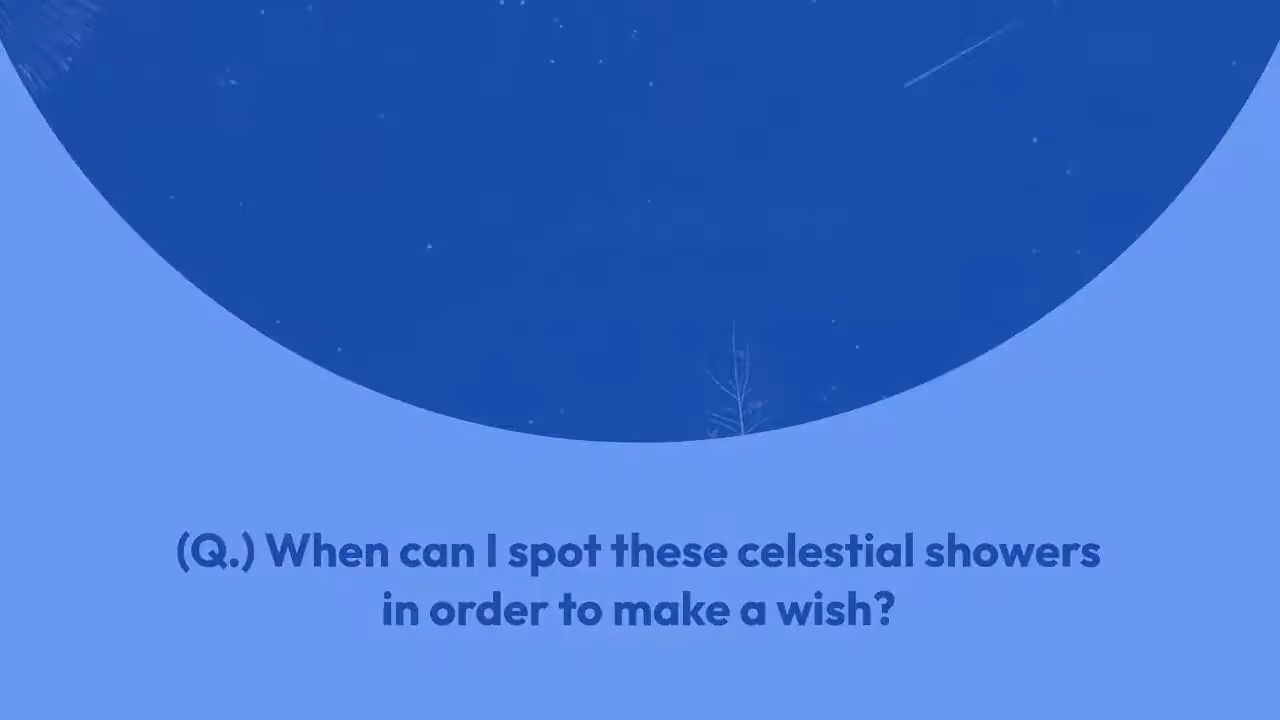 (Q.) When can I spot these celestial showers
in order to make a wish?